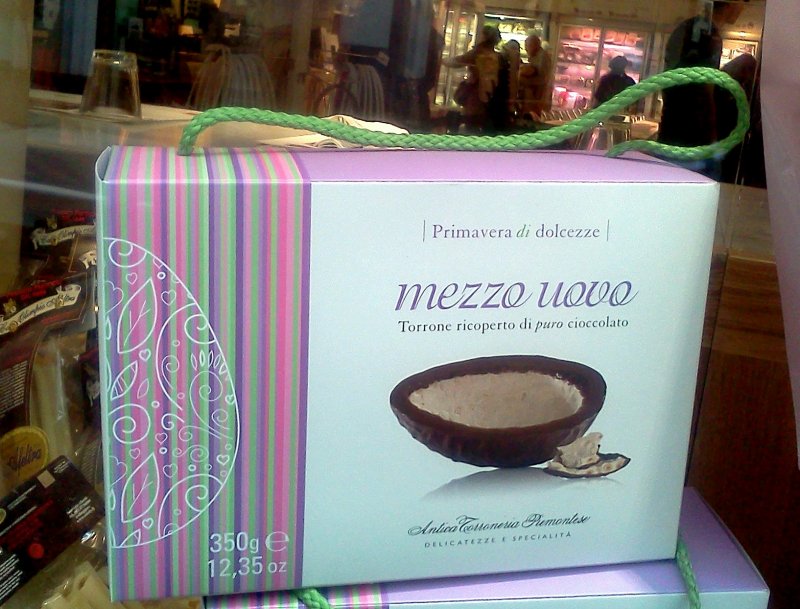 Primavera di dolcezze
mezzo uovo
Torrone ricoperto di puro cioccolato
Antica Torroneria Piemontese
DELICATEZZE E SPECIALITÀ
350g e
12,35 oz